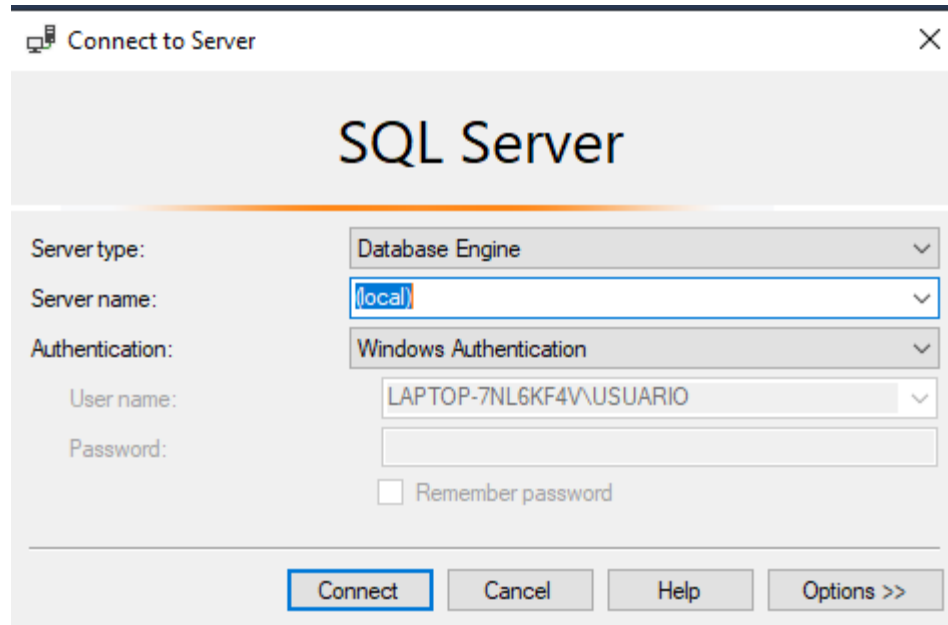 Connect to Server
SQL Server
Server type: Database Engine
Server name: (local)
Authentication: Windows Authentication
User name: LAPTOP-7NL6KF4V\USUARIO
Password:
Remember password
Connect Cancel Help Options >>